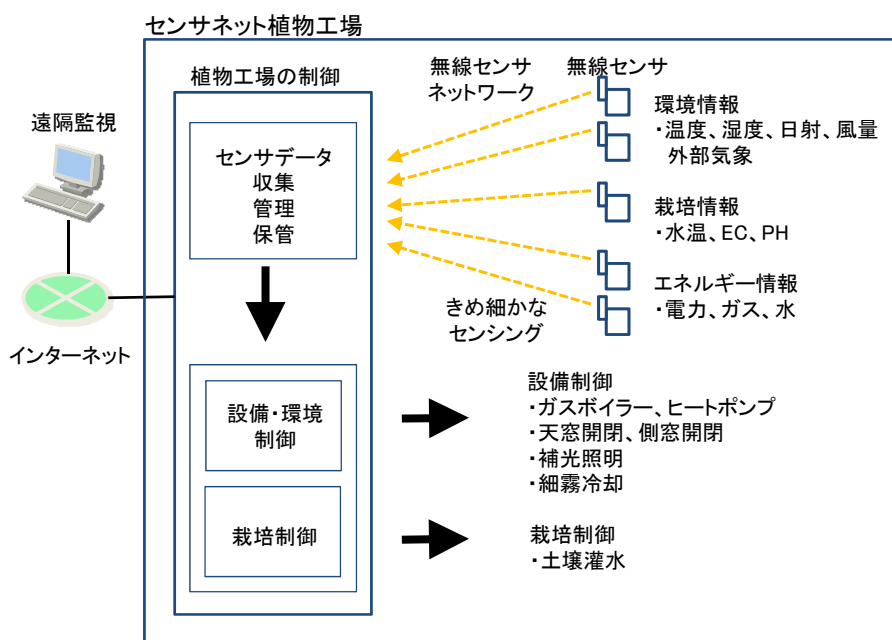 センサネット植物工場
植物工場の制御
遠隔監視
インターネット
センサデータ
収集
管理
保管
設備・環境
制御
栽培制御
無線センサ
ネットワーク
無線センサ
環境情報
・温度、湿度、日射、風量
外部気象
栽培情報
・水温、EC、PH
エネルギー情報
・電力、ガス、水
きめ細かな
センシング
設備制御
・ガスボイラー、ヒートポンプ
・天窓開閉、側窓開閉
・補光照明
・細霧冷却
栽培制御
・土壌灌水